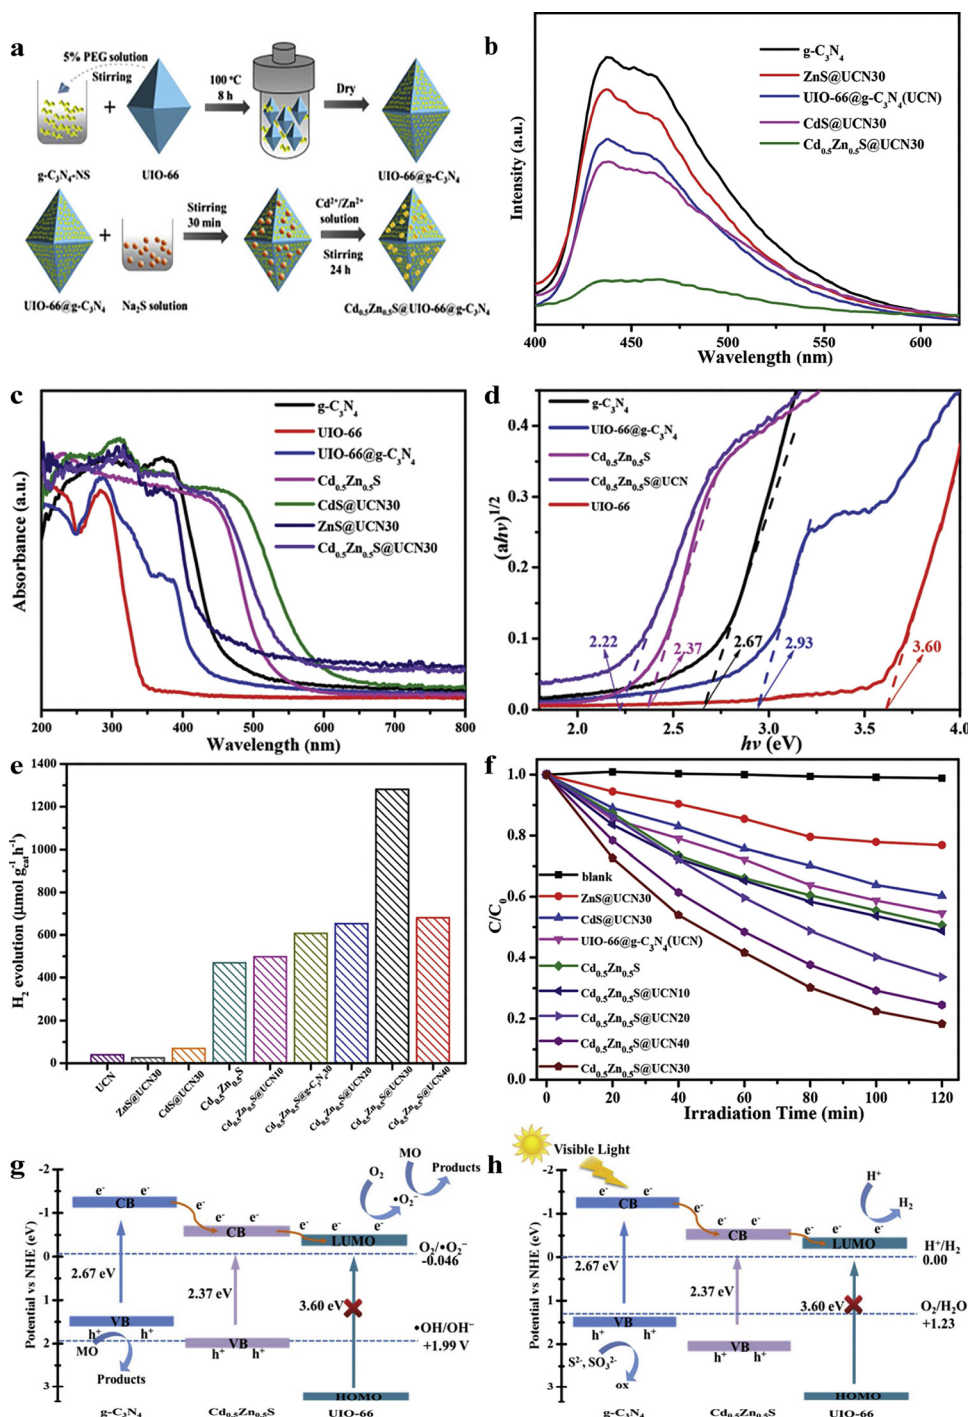 a
5% PEG solution
Stirring
100 °C
8 h
Dry
g-C₃N₄-NS
UIO-66
UIO-66@g-C₃N₄
Stirring
30 min
Cd²⁺/Zn²⁺
solution
Stirring
24 h
UIO-66@g-C₃N₄
Na₂S solution
Cd₀.₅Zn₀.₅S@UIO-66@g-C₃N₄
b
g-C₃N₄
ZnS@UCN30
UIO-66@g-C₃N₄(UCN)
CdS@UCN30
Cd₀.₅Zn₀.₅S@UCN30
Intensity (a.u.)
400 450 500 550 600
Wavelength (nm)
c
g-C₃N₄
UIO-66
UIO-66@g-C₃N₄
Cd₀.₅Zn₀.₅S
CdS@UCN30
ZnS@UCN30
Cd₀.₅Zn₀.₅S@UCN30
Absorbance (a.u.)
200 300 400 500 600 700 800
Wavelength (nm)
d
g-C₃N₄
UIO-66@g-C₃N₄
Cd₀.₅Zn₀.₅S
Cd₀.₅Zn₀.₅S@UCN
UIO-66
(ahv)¹ᐟ²
0.4
0.3
0.2
0.1
0.0
2.22
2.37
2.67
2.93
3.60
2.0 2.5 3.0 3.5 4.0
hv (eV)
e
H₂ evolution (μmol g⁻¹cat h⁻¹)
1400
1200
1000
800
600
400
200
0
UCN
ZnS@UCN30
CdS@UCN30
Cd₀.₅Zn₀.₅S
Cd₀.₅Zn₀.₅S@UCN10
Cd₀.₅Zn₀.₅S@g-C₃N₄30
Cd₀.₅Zn₀.₅S@UCN20
Cd₀.₅Zn₀.₅S@UCN30
Cd₀.₅Zn₀.₅S@UCN40
f
C/C₀
1.0
0.8
0.6
0.4
0.2
0.0
blank
ZnS@UCN30
CdS@UCN30
UIO-66@g-C₃N₄(UCN)
Cd₀.₅Zn₀.₅S
Cd₀.₅Zn₀.₅S@UCN10
Cd₀.₅Zn₀.₅S@UCN20
Cd₀.₅Zn₀.₅S@UCN40
Cd₀.₅Zn₀.₅S@UCN30
0 20 40 60 80 100 120
Irradiation Time (min)
g
Potential vs NHE (eV)
-2
-1
0
1
2
3
e⁻ e⁻
CB
e⁻
e⁻ e⁻
CB
e⁻
e⁻ e⁻
LUMO
O₂
•O₂⁻
MO
Products
O₂/•O₂⁻
-0.046
2.67 eV
2.37 eV
3.60 eV
•OH/OH⁻
+1.99 V
VB
h⁺ h⁺
MO
Products
VB
h⁺ h⁺
HOMO
g-C₃N₄ Cd₀.₅Zn₀.₅S UIO-66
h
Visible Light
Potential vs NHE (eV)
-2
-1
0
1
2
3
e⁻ e⁻
CB
e⁻
e⁻ e⁻
CB
e⁻
e⁻ e⁻
LUMO
H⁺
H₂
H⁺/H₂
0.00
2.67 eV
2.37 eV
3.60 eV
O₂/H₂O
+1.23
VB
h⁺ h⁺
S²⁻, SO₃²⁻
ox
VB
h⁺ h⁺
HOMO
g-C₃N₄ Cd₀.₅Zn₀.₅S UIO-66